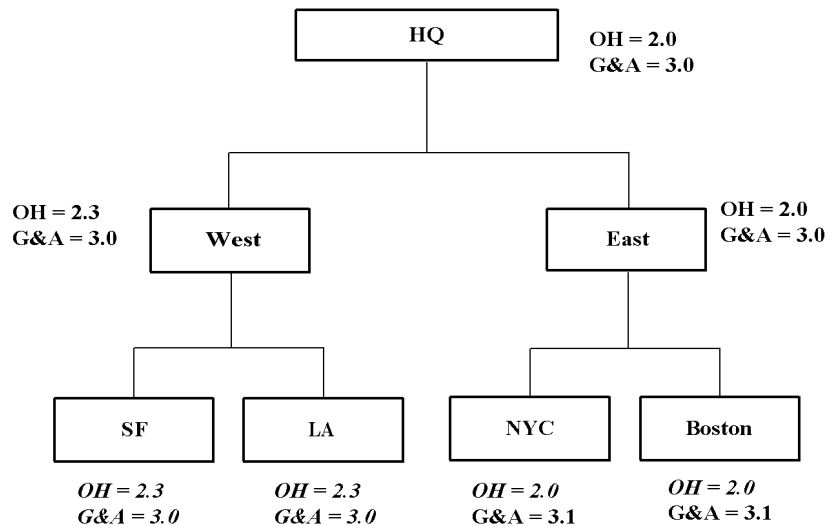 HQ
OH = 2.0
G&A = 3.0
OH = 2.3
G&A = 3.0
West
East
OH = 2.0
G&A = 3.0
SF
LA
NYC
Boston
OH = 2.3
G&A = 3.0
OH = 2.3
G&A = 3.0
OH = 2.0
G&A = 3.1
OH = 2.0
G&A = 3.1